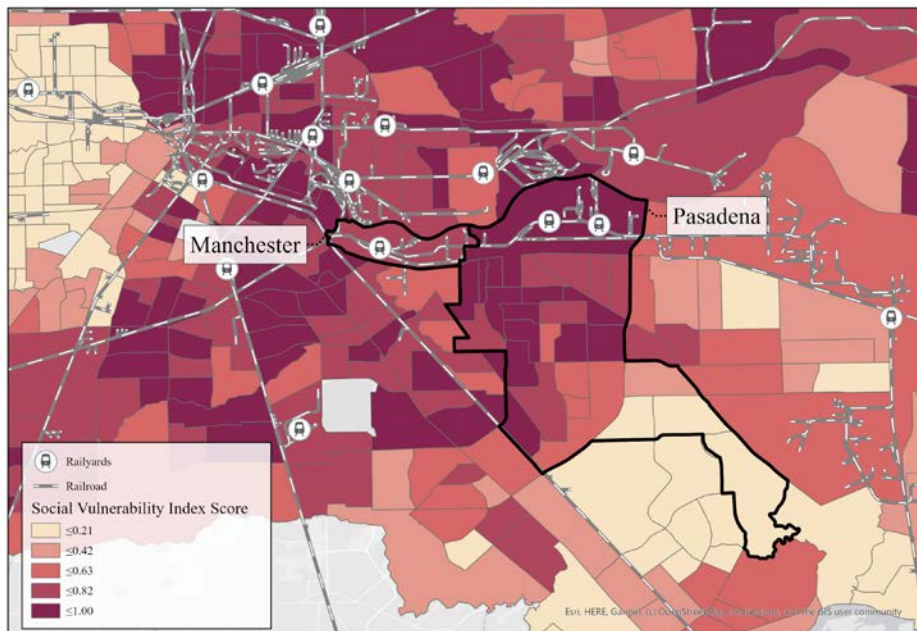 Manchester
Pasadena
Railyards
Railroad
Social Vulnerability Index Score
≤0.21
≤0.42
≤0.63
≤0.82
≤1.00
Esri, HERE, Garmin, (c) OpenStreetMap contributors, and the GIS user community